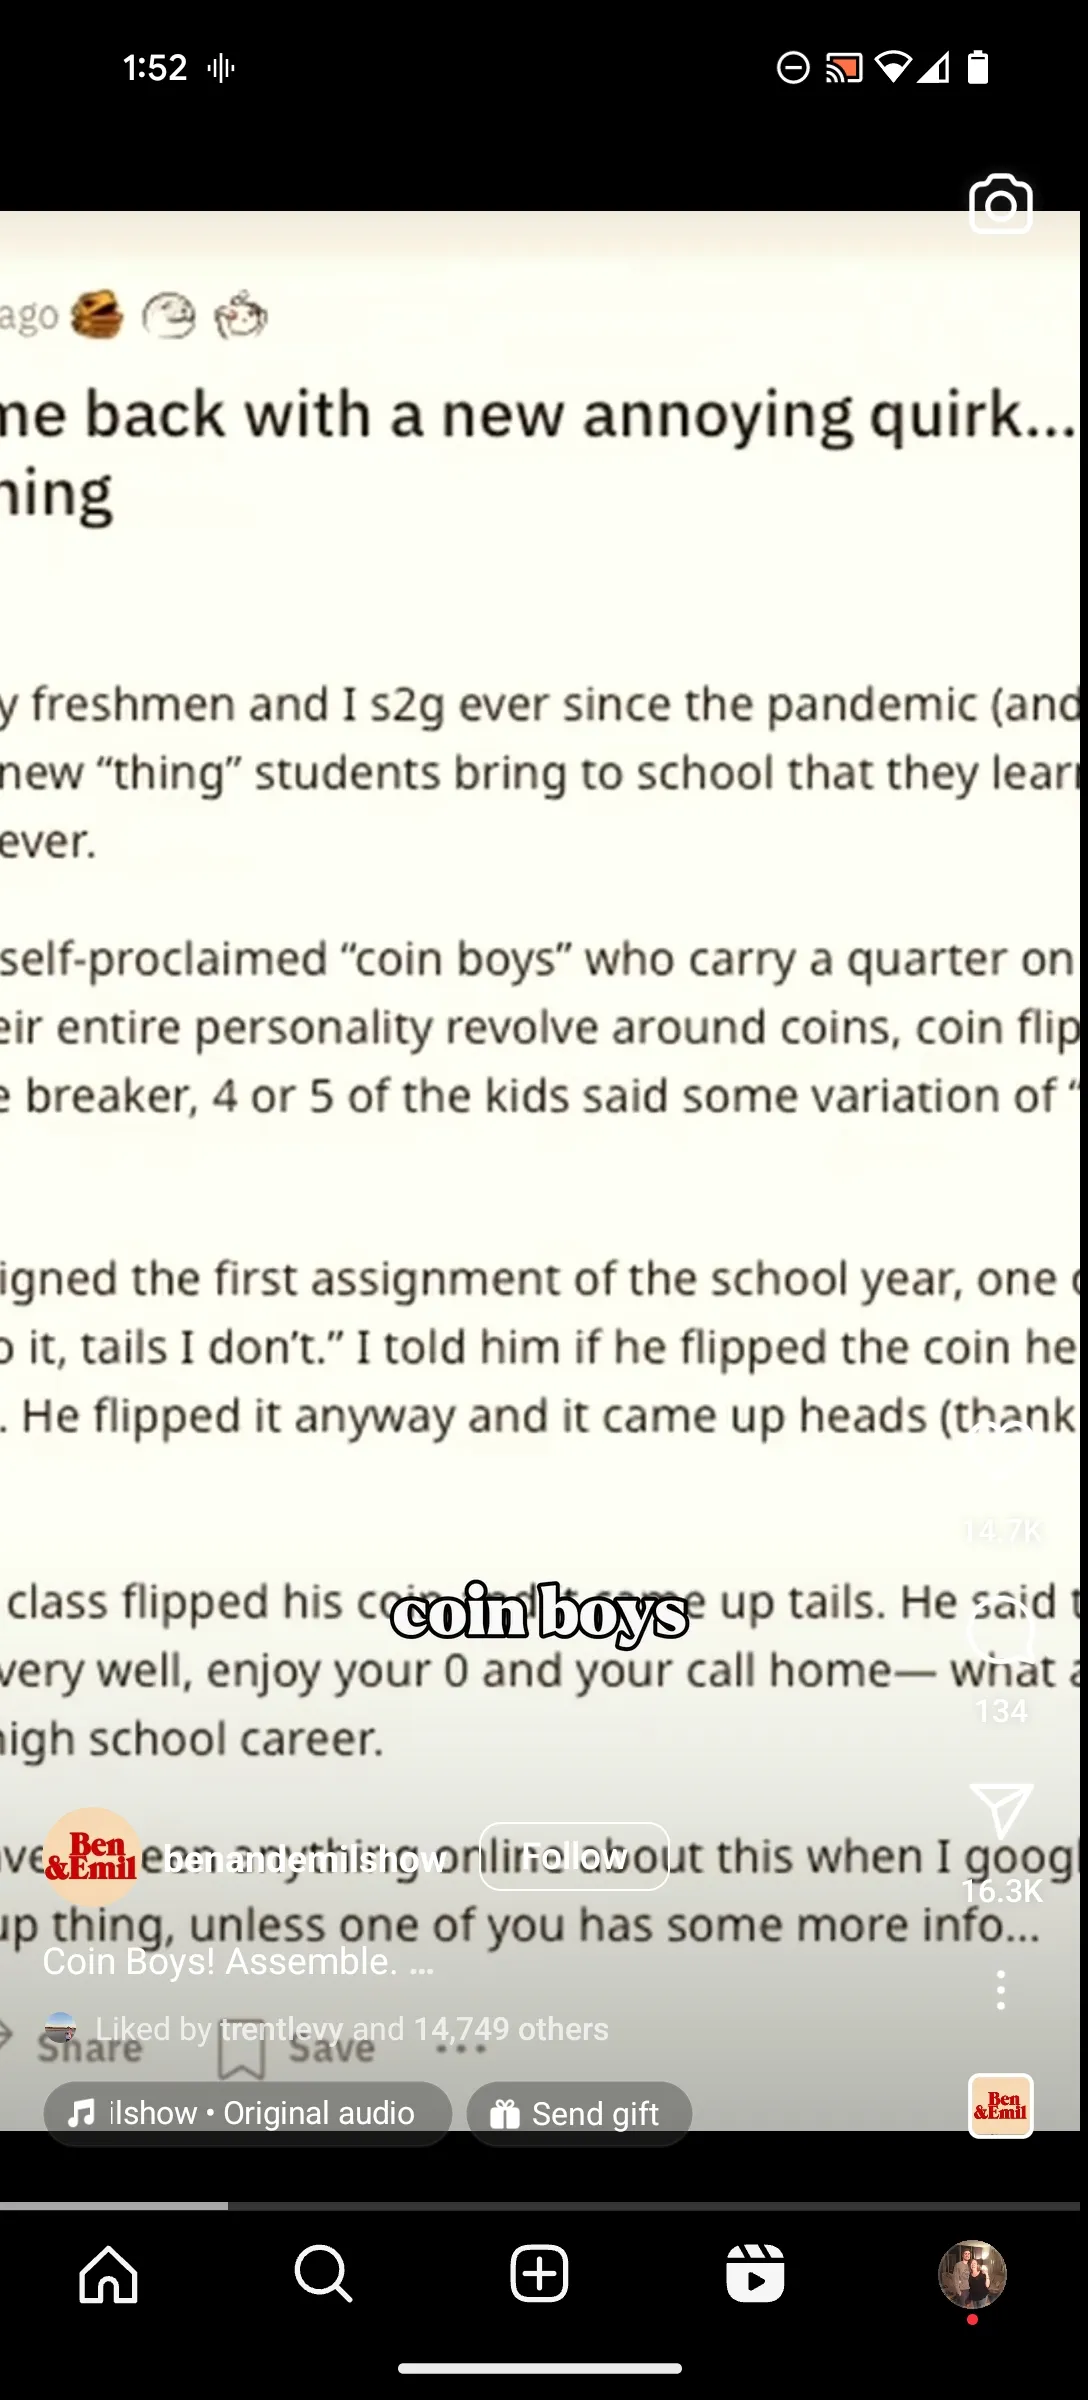 1:52
ago
me back with a new annoying quirk...
hing
y freshmen and I s2g ever since the pandemic (and
new “thing” students bring to school that they learn
ever.
self-proclaimed “coin boys” who carry a quarter on
eir entire personality revolve around coins, coin flip
e breaker, 4 or 5 of the kids said some variation of “
igned the first assignment of the school year, one
o it, tails I don’t.” I told him if he flipped the coin he
. He flipped it anyway and it came up heads (thank
14.7K
class flipped his coin and it came up tails. He said t
coin boys
very well, enjoy your 0 and your call home— what a
134
high school career.
Ben
&Emil
benandemilshow
Follow
anything online about this when I googl
16.3K
up thing, unless one of you has some more info...
Coin Boys! Assemble. ...
Liked by trentlevy and 14,749 others
Share Save
ilshow • Original audio
Send gift
Ben
&Emil